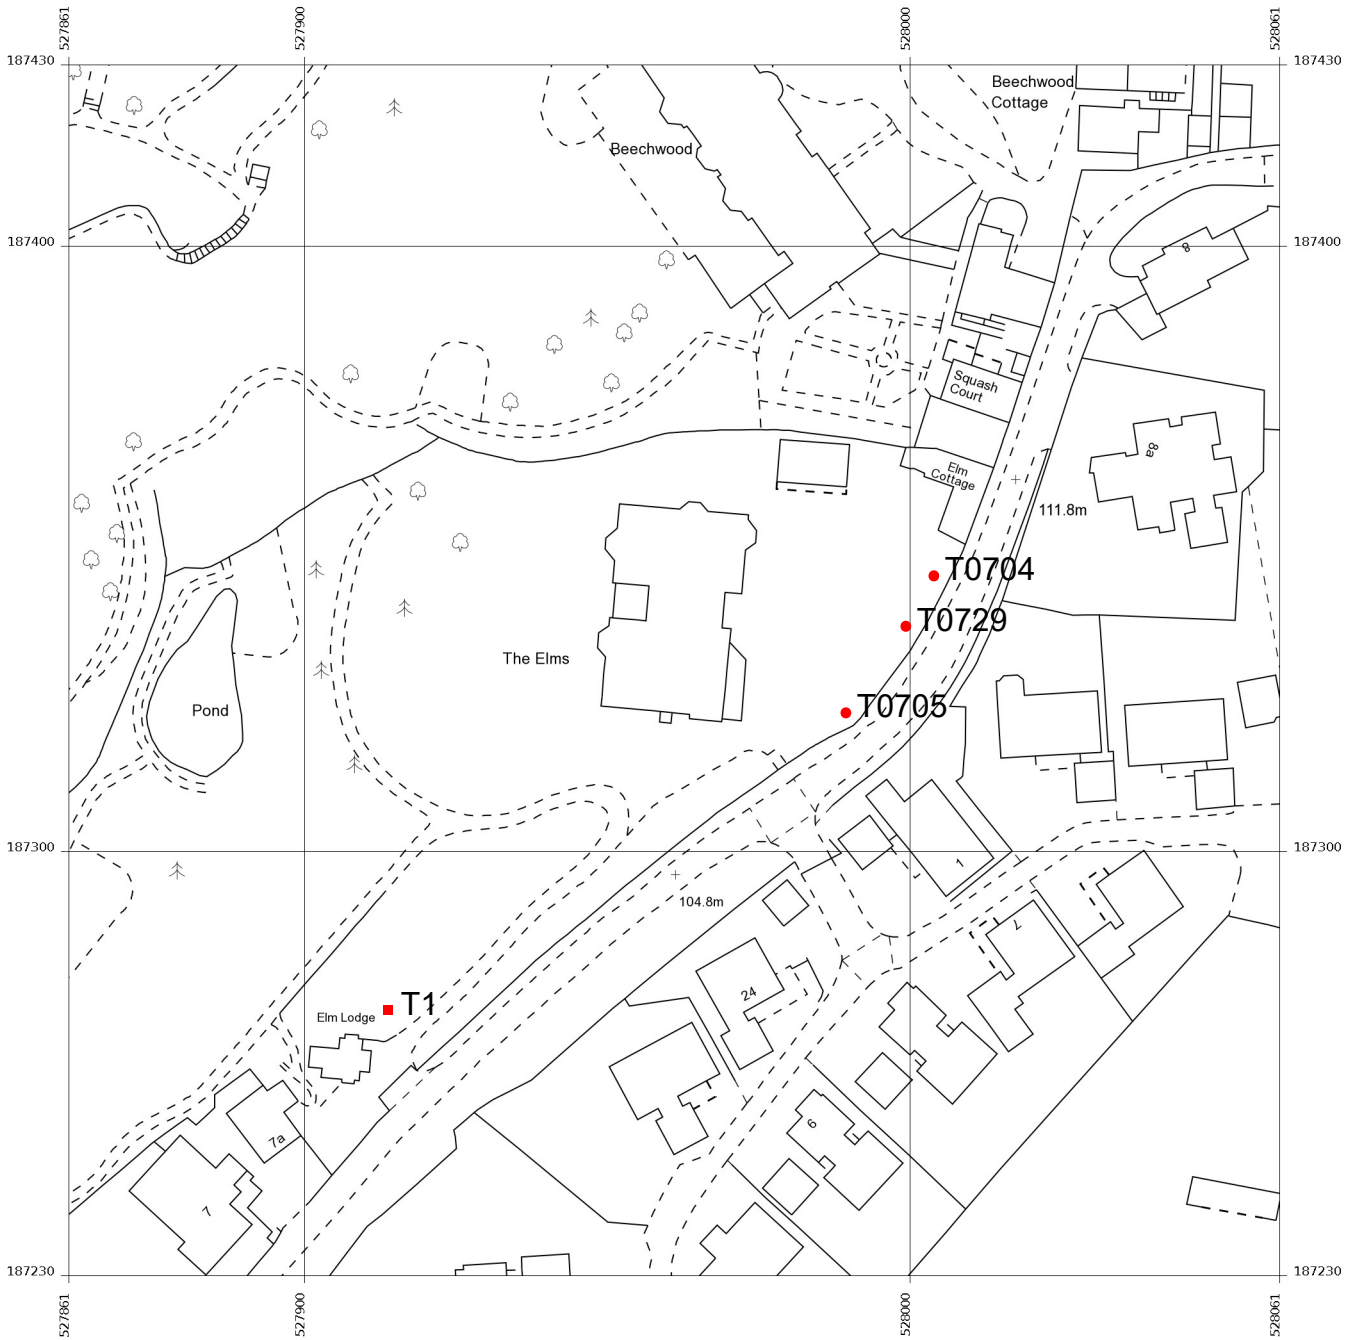 527861
527900
528000
528061
187430
187430
Beechwood
Cottage
Beechwood
187400
187400
8
Squash
Court
8a
Elm
Cottage
111.8m
T0704
T0729
The Elms
T0705
Pond
187300
187300
1
104.8m
7
24
T1
Elm Lodge
6
7a
7
187230
187230
527861
527900
528000
528061